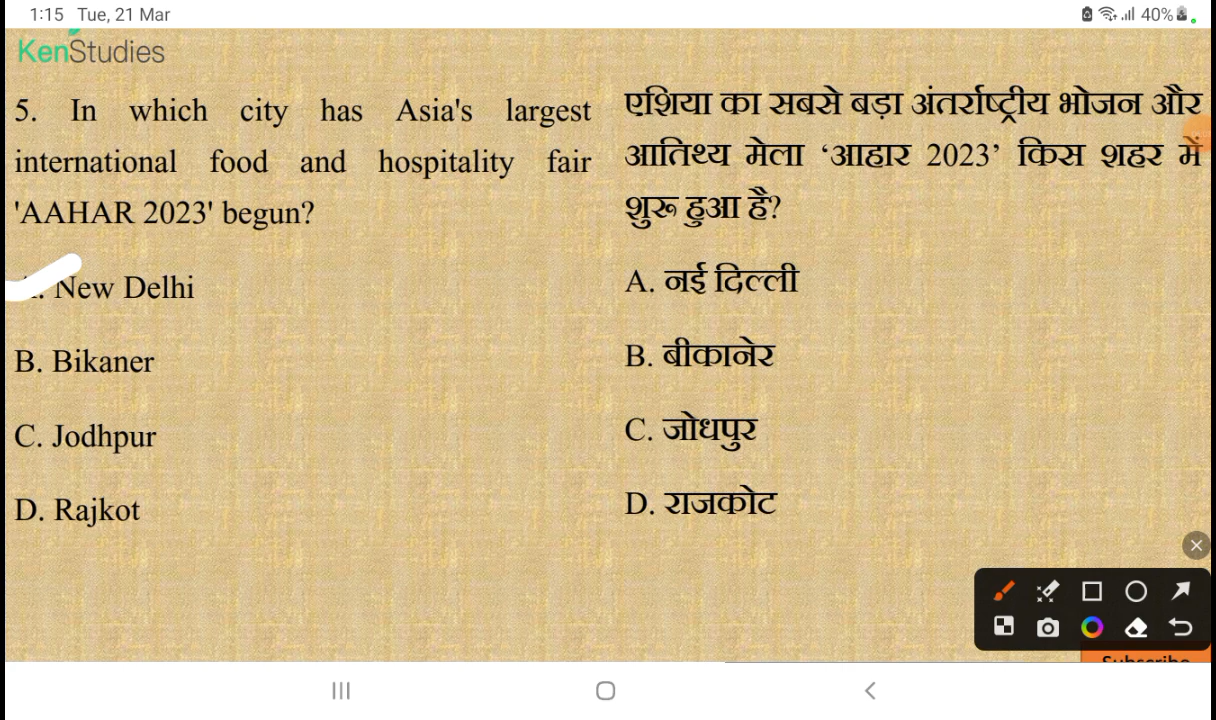 1:15 Tue, 21 Mar
40%
KenStudies
5. In which city has Asia's largest
international food and hospitality fair
'AAHAR 2023' begun?
New Delhi
B. Bikaner
C. Jodhpur
D. Rajkot
एशिया का सबसे बड़ा अंतर्राष्ट्रीय भोजन और
आतिथ्य मेला ‘आहार 2023’ किस शहर में
शुरू हुआ है?
A. नई दिल्ली
B. बीकानेर
C. जोधपुर
D. राजकोट
Subscribe